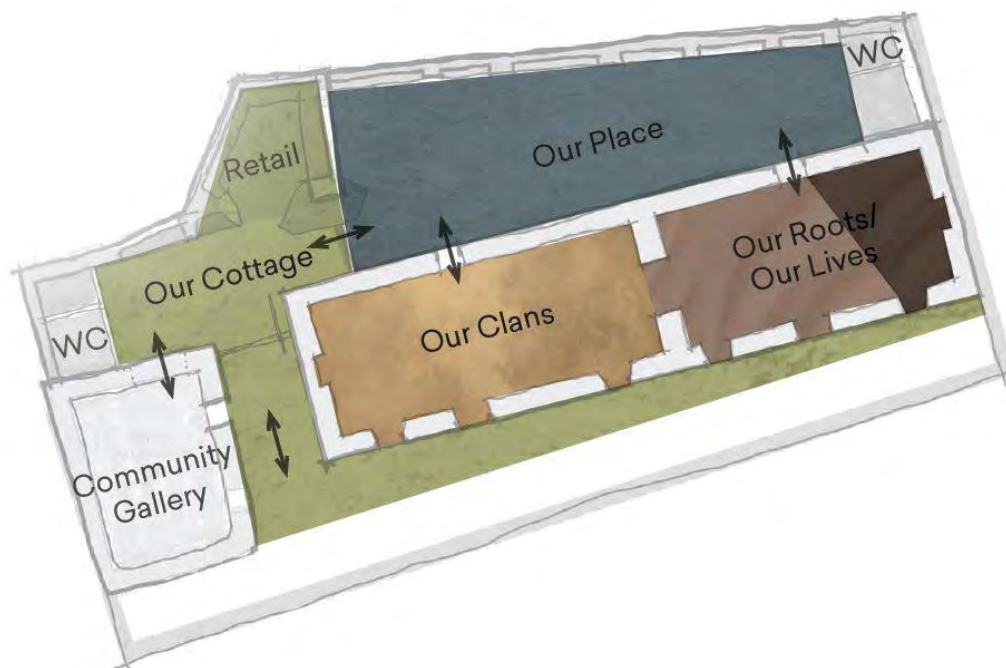 WC
Our Place
Retail
Our Roots/
Our Lives
Our Cottage
Our Clans
WC
Community
Gallery